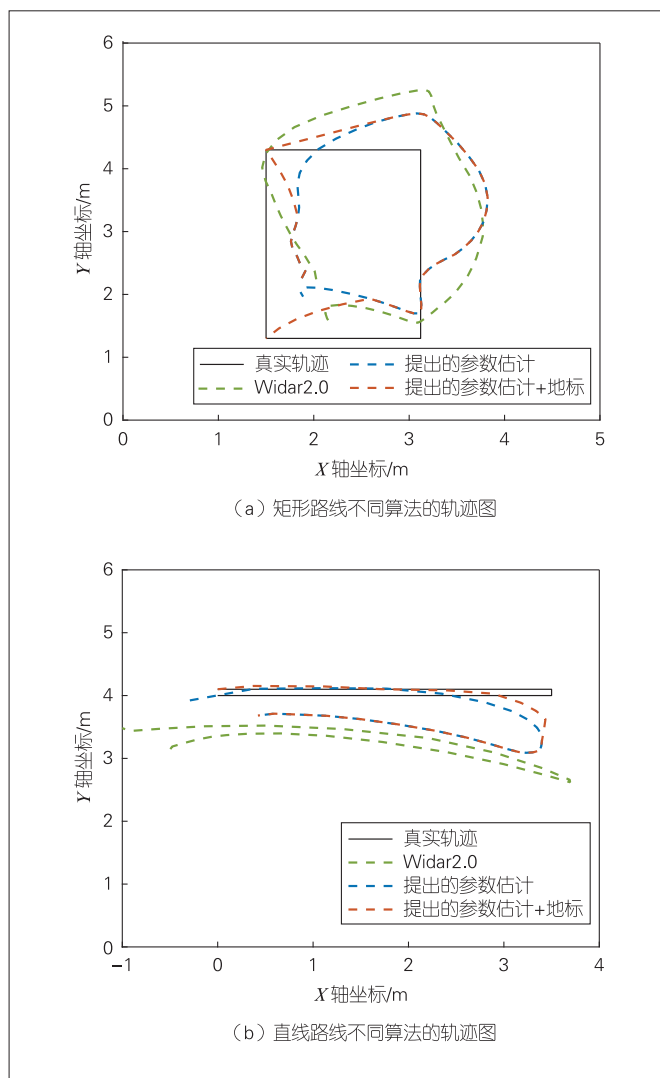 6
5
4
3
2
1
0
Y 轴坐标/m
真实轨迹
Widar2.0
提出的参数估计
提出的参数估计+地标
0
1
2
3
4
5
X 轴坐标/m
（a）矩形路线不同算法的轨迹图
6
5
4
3
2
1
0
Y 轴坐标/m
真实轨迹
Widar2.0
提出的参数估计
提出的参数估计+地标
−1
0
1
2
3
4
X 轴坐标/m
（b）直线路线不同算法的轨迹图